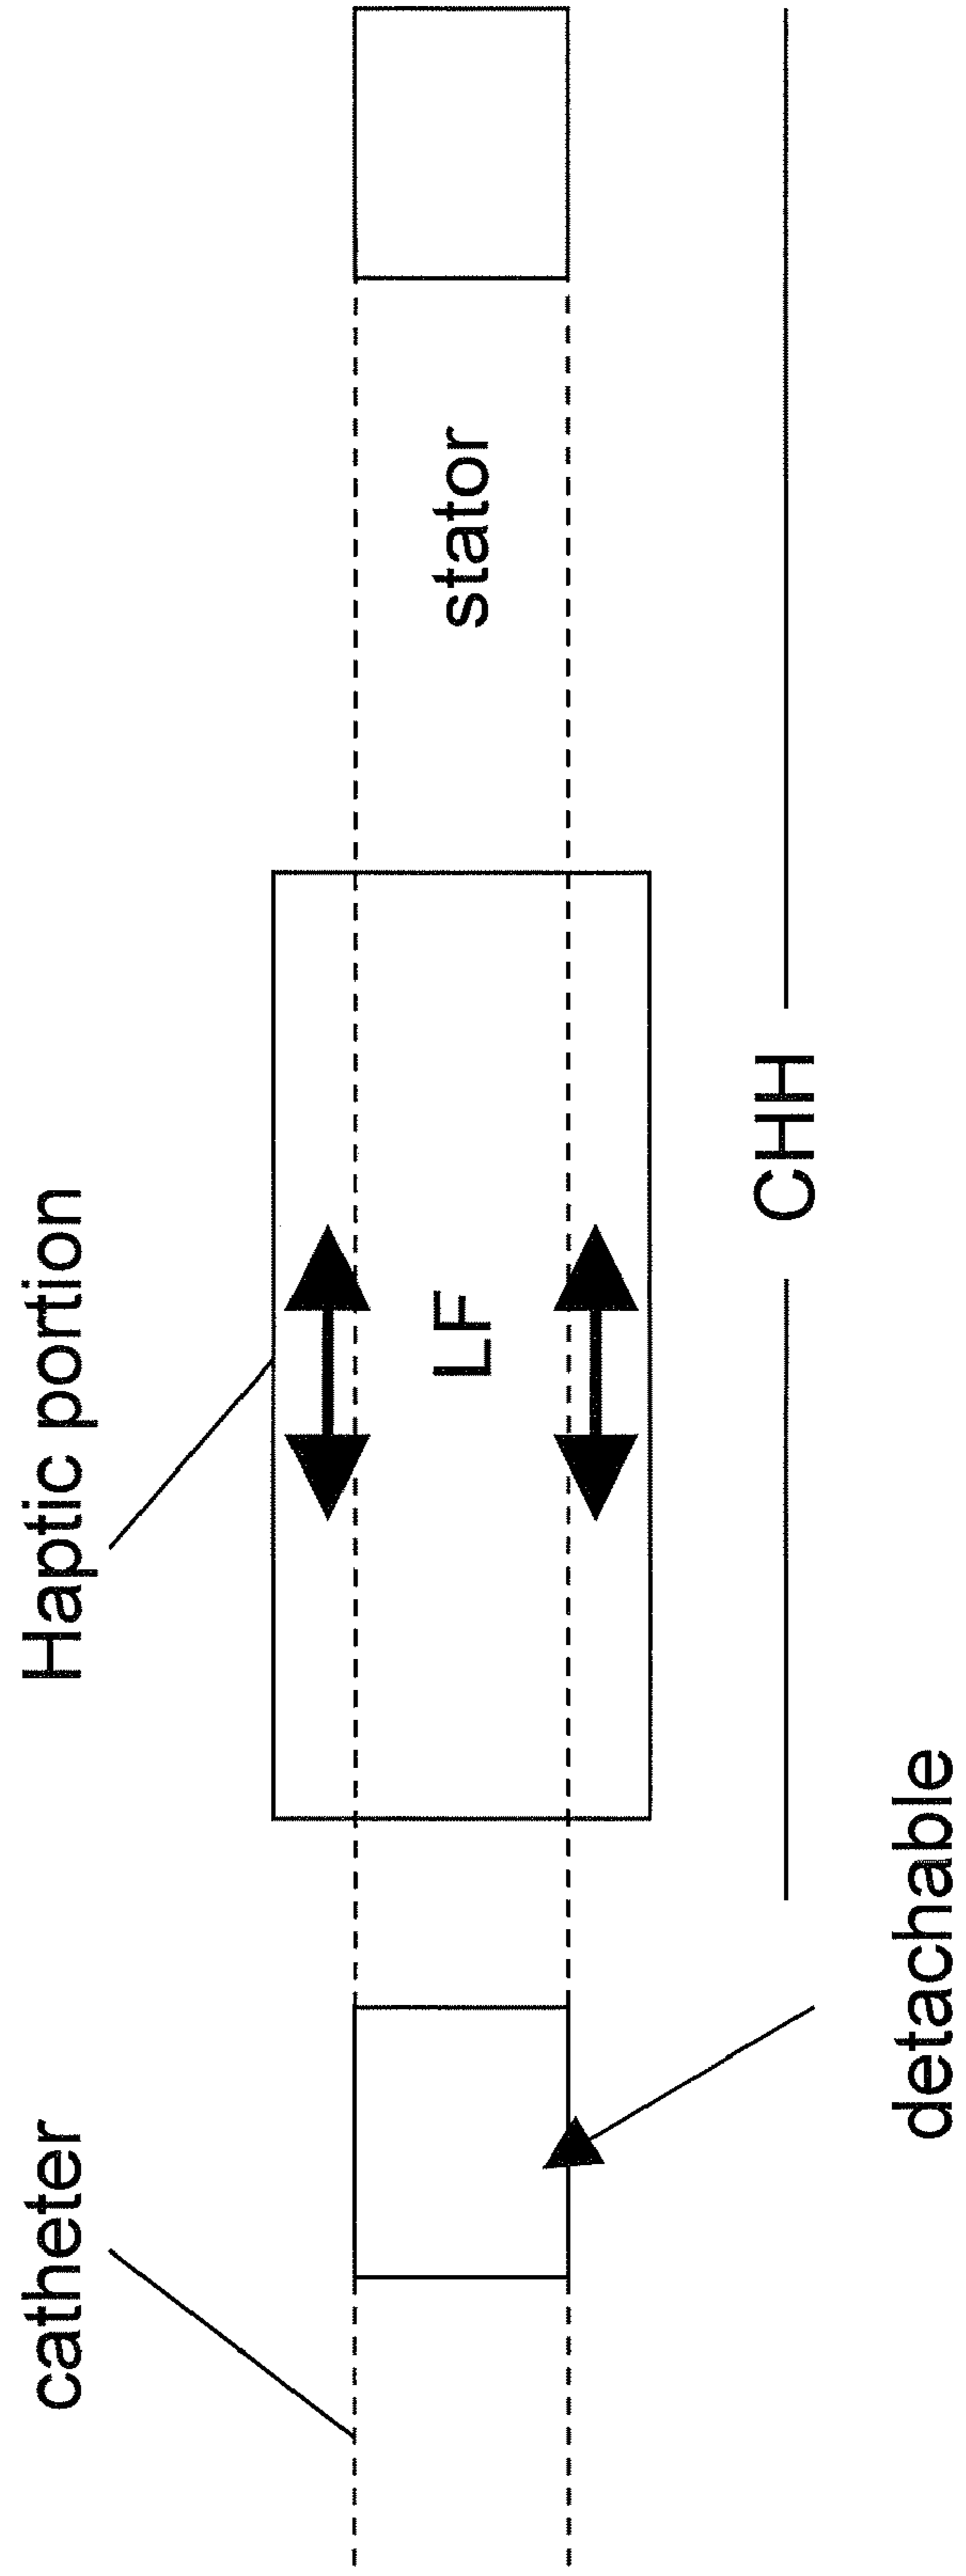 catheter
Haptic portion
LF
stator
CHH
detachable